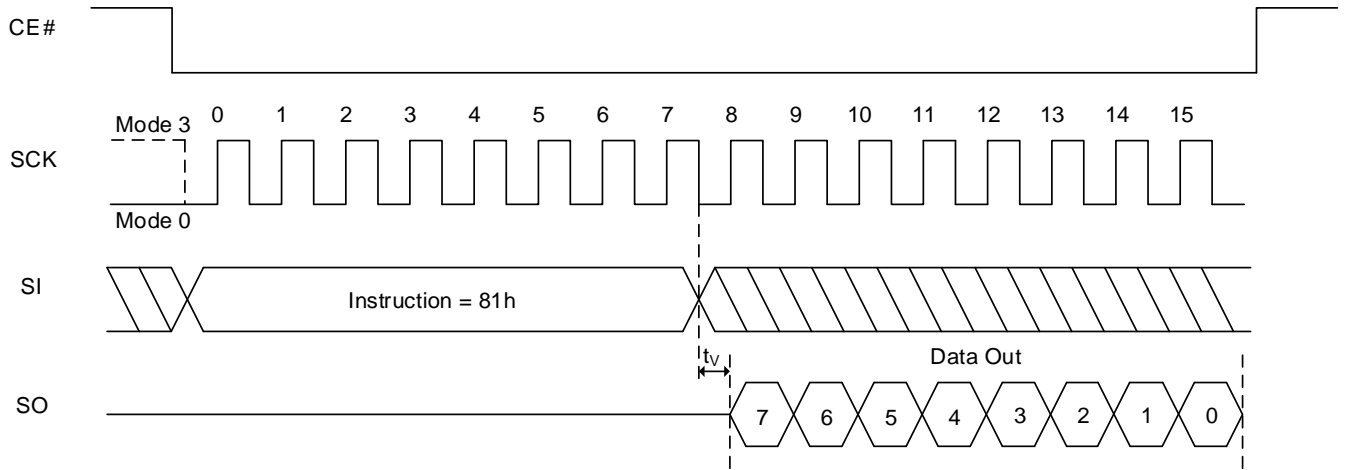 CE#
0 1 2 3 4 5 6 7 8 9 10 11 12 13 14 15
Mode 3
SCK
Mode 0
SI
Instruction = 81h
tV
Data Out
SO
7 6 5 4 3 2 1 0